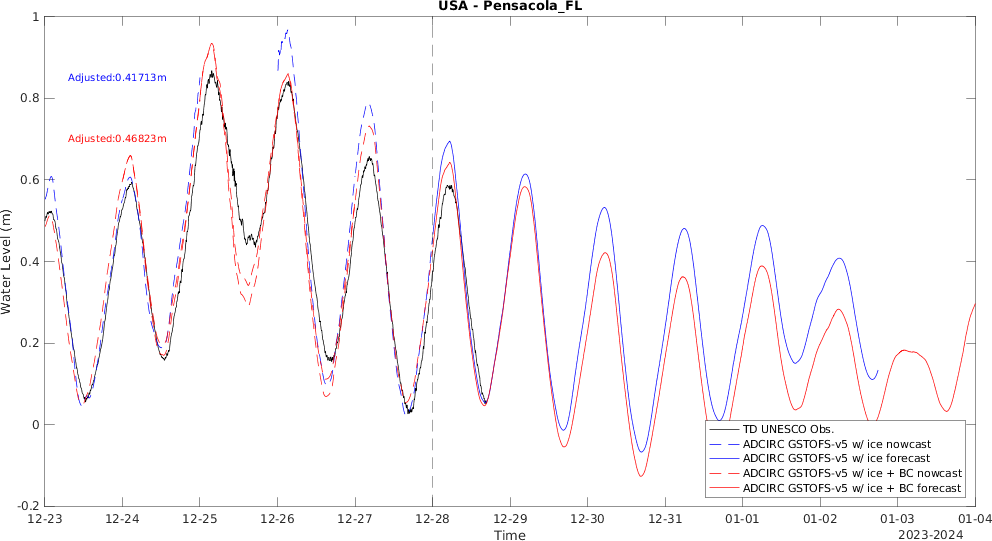 USA - Pensacola_FL
1
0.8
0.6
0.4
0.2
0
-0.2
Water Level (m)
Adjusted:0.41713m
Adjusted:0.46823m
TD UNESCO Obs.
ADCIRC GSTOFS-v5 w/ ice nowcast
ADCIRC GSTOFS-v5 w/ ice forecast
ADCIRC GSTOFS-v5 w/ ice + BC nowcast
ADCIRC GSTOFS-v5 w/ ice + BC forecast
12-23 12-24 12-25 12-26 12-27 12-28 12-29 12-30 12-31 01-01 01-02 01-03 01-04
Time
2023-2024